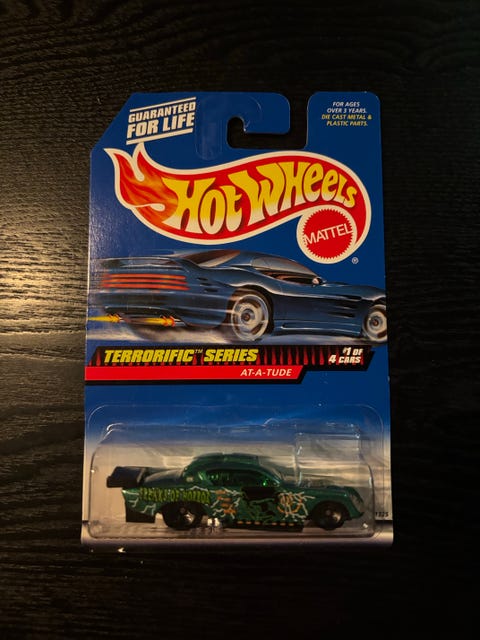 GUARANTEED
FOR LIFE
FOR AGES
OVER 3 YEARS.
DIE CAST METAL &
PLASTIC PARTS.
HOT WHEELS
MATTEL
®
TERRORIFIC™ SERIES
#1 OF
4 CARS
AT-A-TUDE